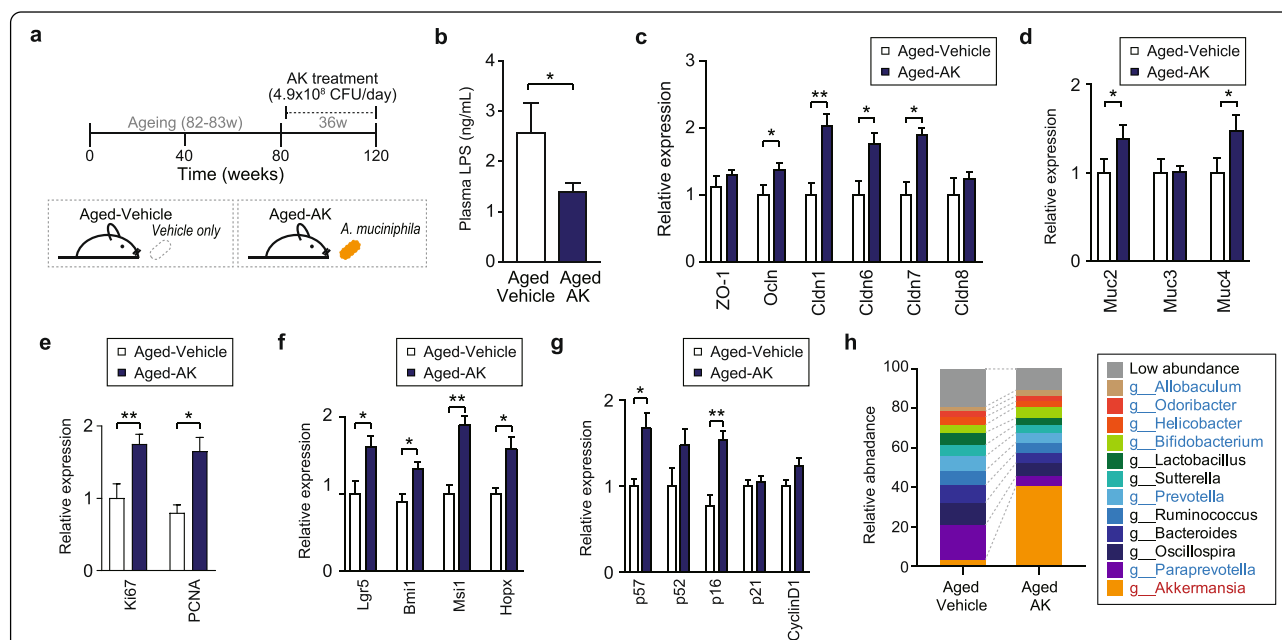 a
AK treatment
(4.9x10⁸ CFU/day)
Ageing (82-83w)
36w
0
40
80
120
Time (weeks)
Aged-Vehicle
Vehicle only
Aged-AK
A. muciniphila
b
Plasma LPS (ng/mL)
4
3
2
1
0
*
Aged
Vehicle
Aged
AK
c
Aged-Vehicle
Aged-AK
Relative expression
3
2
1
0
*
**
*
*
ZO-1
Ocln
Cldn1
Cldn6
Cldn7
Cldn8
d
Aged-Vehicle
Aged-AK
Relative expression
2
1
0
*
*
Muc2
Muc3
Muc4
e
Aged-Vehicle
Aged-AK
Relative expression
2
1
0
**
*
Ki67
PCNA
f
Aged-Vehicle
Aged-AK
Relative expression
2
1
0
*
*
**
*
Lgr5
Bmi1
Msi1
Hopx
g
Aged-Vehicle
Aged-AK
Relative expression
2
1
0
*
**
p57
p52
p16
p21
CyclinD1
h
Relative abnadance
100
80
60
40
20
0
Aged
Vehicle
Aged
AK
Low abundance
g__Allobaculum
g__Odoribacter
g__Helicobacter
g__Bifidobacterium
g__Lactobacillus
g__Sutterella
g__Prevotella
g__Ruminococcus
g__Bacteroides
g__Oscillospira
g__Paraprevotella
g__Akkermansia